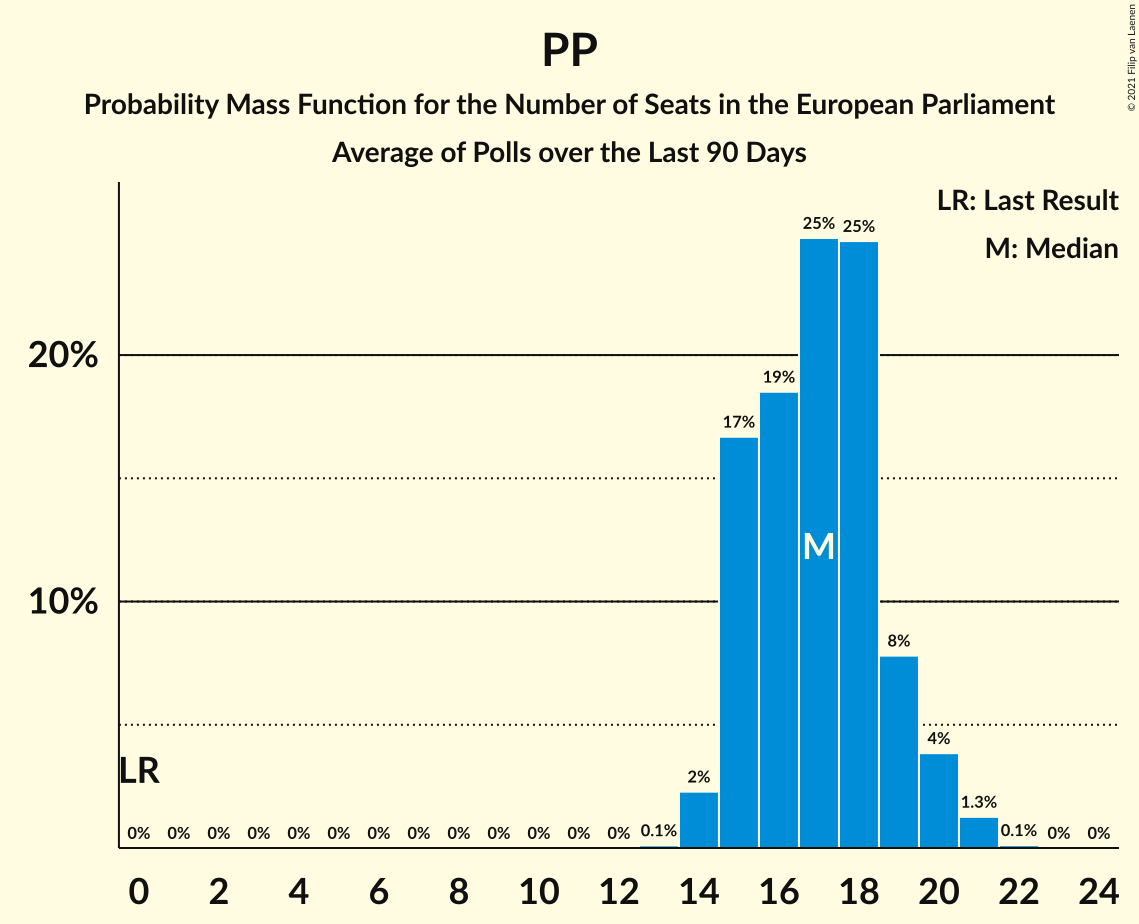 PP
Probability Mass Function for the Number of Seats in the European Parliament
Average of Polls over the Last 90 Days
© 2021 Filip van Laenen
LR: Last Result
M: Median
25% 25%
20%
19%
17%
M
10%
8%
4%
LR
2%
1.3%
0% 0% 0% 0% 0% 0% 0% 0% 0% 0% 0% 0% 0% 0.1% 0.1% 0% 0%
0 2 4 6 8 10 12 14 16 18 20 22 24